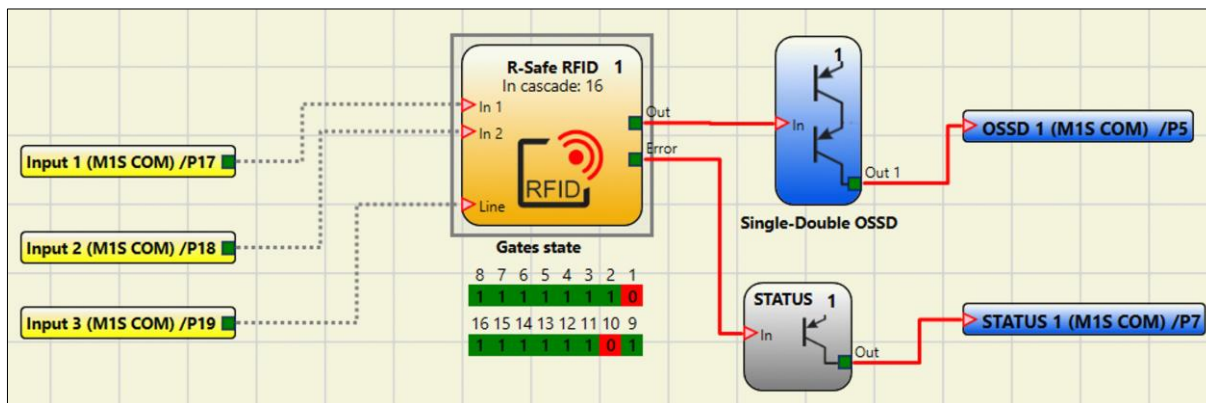 R-Safe RFID 1
In cascade: 16
In 1
In 2
Line
Out
Error
RFID
Input 1 (M1S COM) /P17
Input 2 (M1S COM) /P18
Input 3 (M1S COM) /P19
Gates state
8 7 6 5 4 3 2 1
1 1 1 1 1 1 1 0
16 15 14 13 12 11 10 9
1 1 1 1 1 1 0 1
1
In
Out 1
Single-Double OSSD
OSSD 1 (M1S COM) /P5
STATUS 1
In
Out
STATUS 1 (M1S COM) /P7